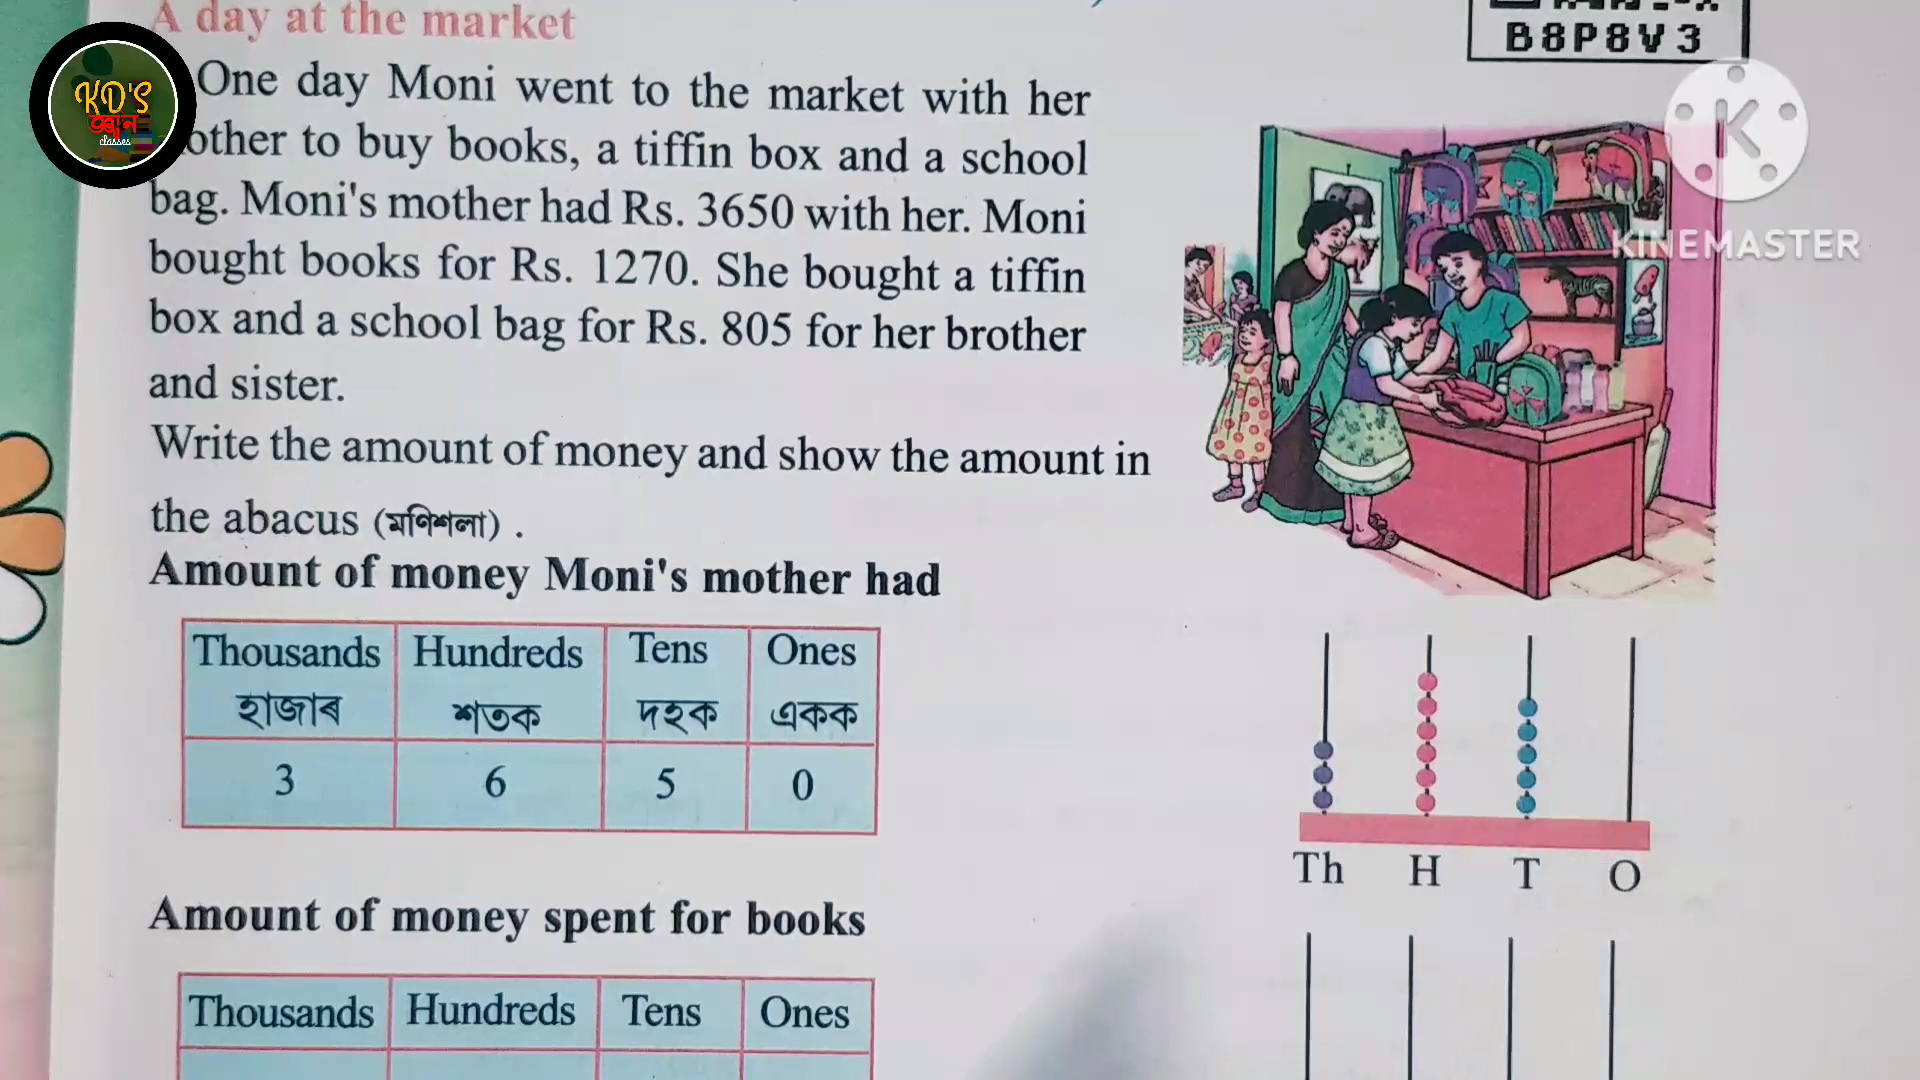 A day at the market
B8P8V3
KD'S
জ্ঞান
classes
One day Moni went to the market with her
other to buy books, a tiffin box and a school
bag. Moni's mother had Rs. 3650 with her. Moni
bought books for Rs. 1270. She bought a tiffin
box and a school bag for Rs. 805 for her brother
and sister.
Write the amount of money and show the amount in
the abacus (মণিশলা) .
K
KINEMASTER
Amount of money Moni's mother had
Thousands Hundreds Tens Ones
হাজাৰ শতক দহক একক
3 6 5 0
Th H T O
Amount of money spent for books
Thousands Hundreds Tens Ones